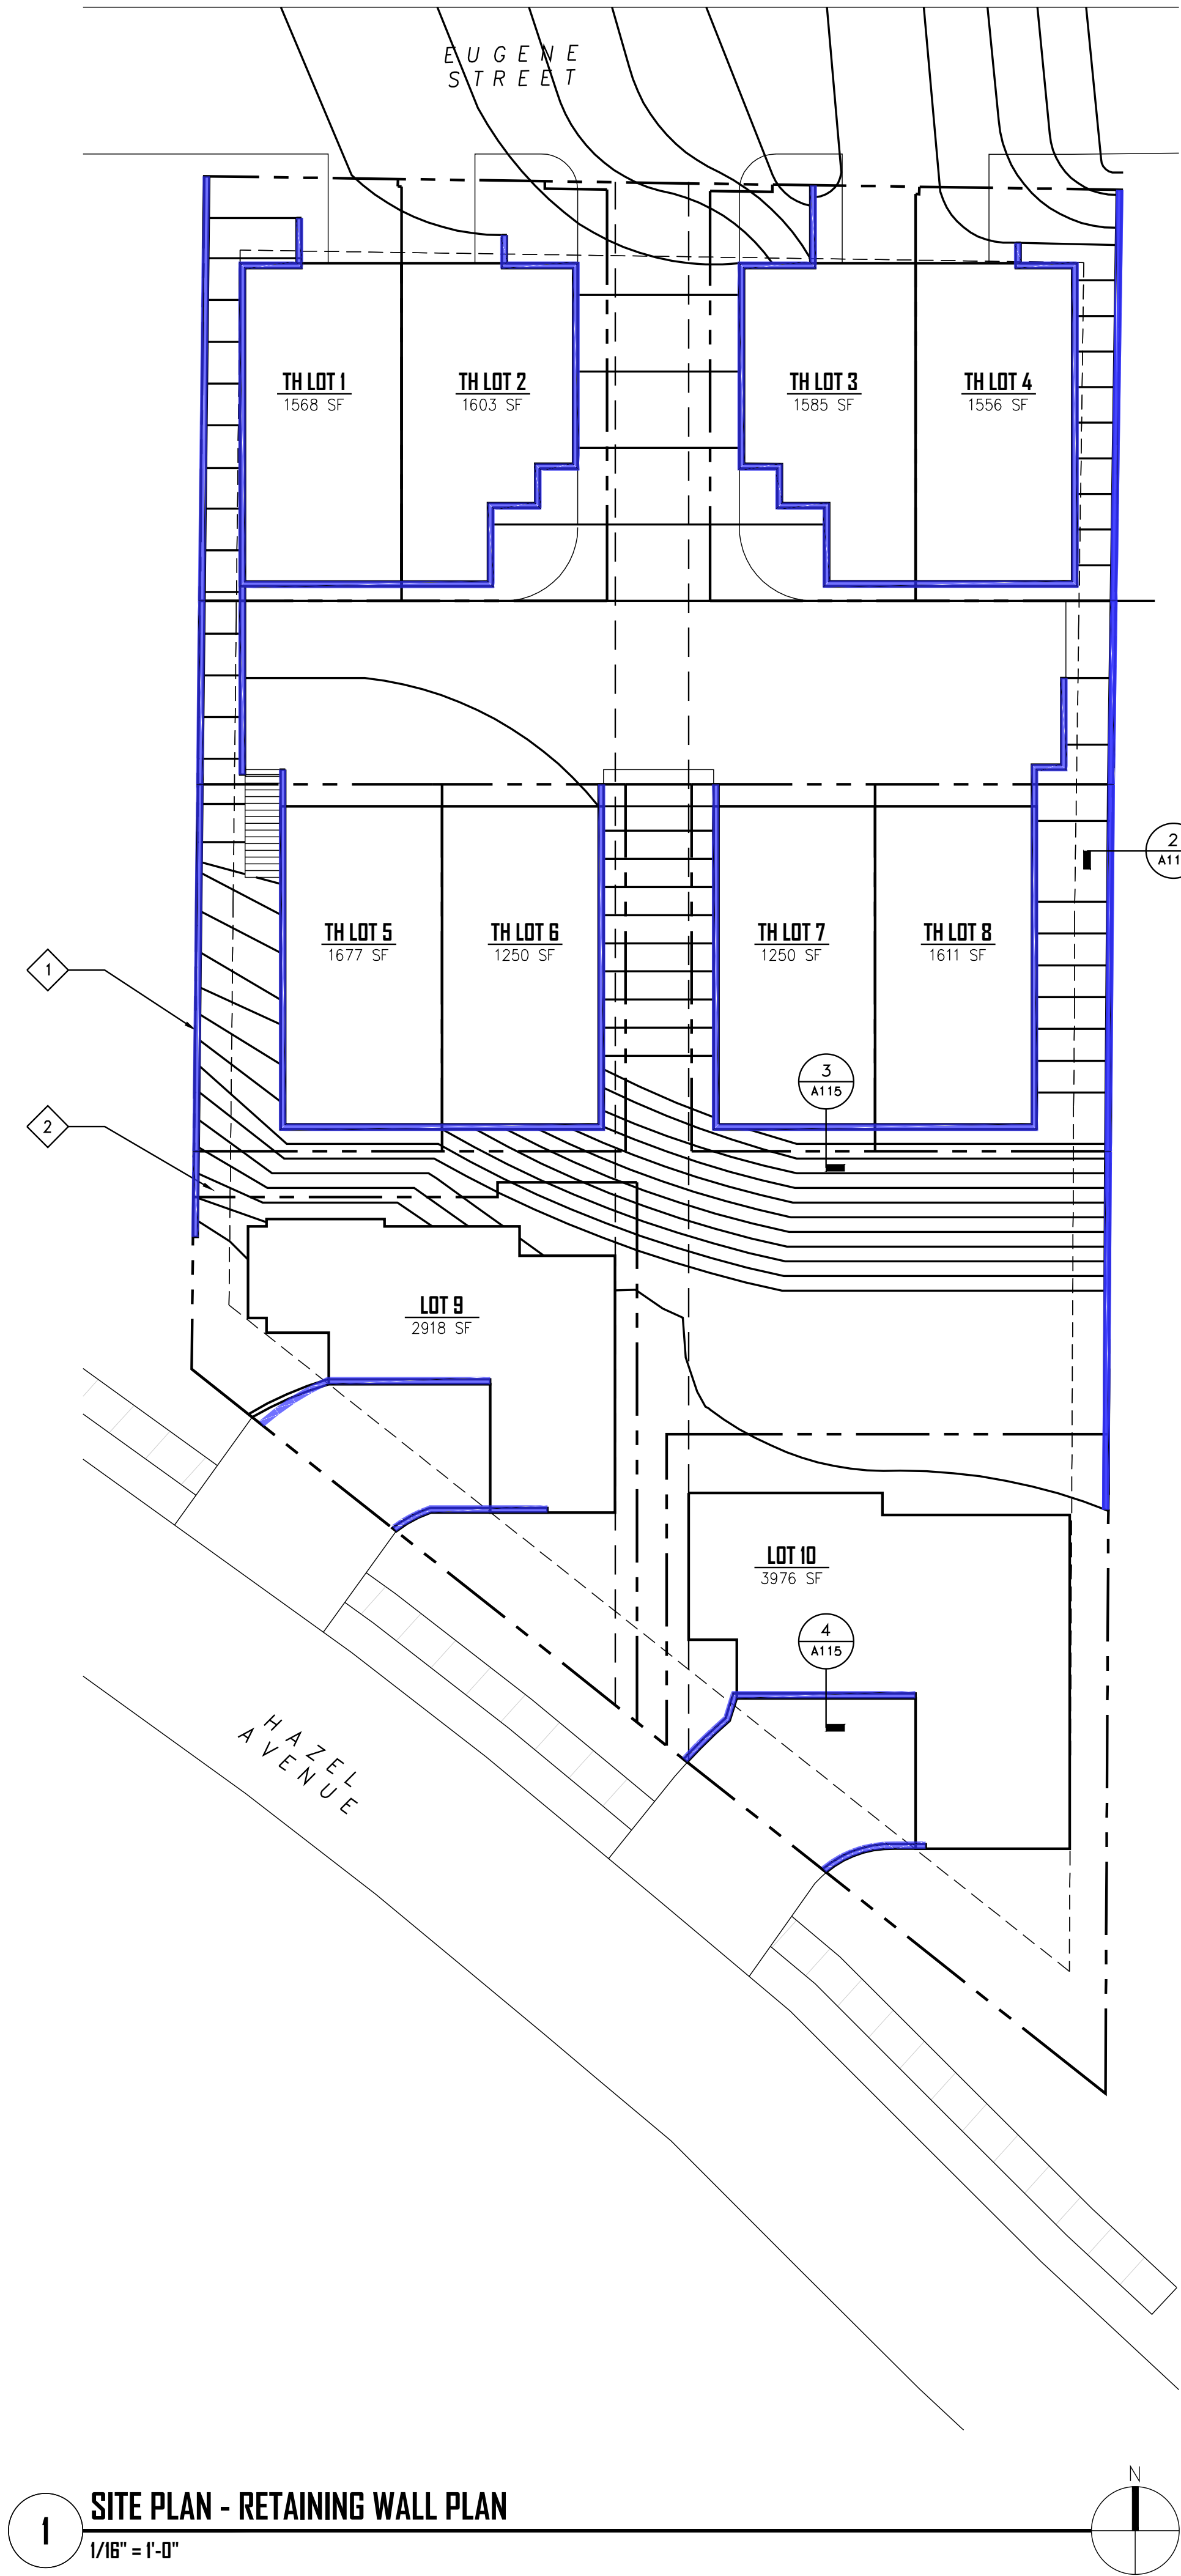 EUGENE
STREET
TH LOT 1
1568 SF
TH LOT 2
1603 SF
TH LOT 3
1585 SF
TH LOT 4
1556 SF
2
A11
1
TH LOT 5
1677 SF
TH LOT 6
1250 SF
TH LOT 7
1250 SF
TH LOT 8
1611 SF
3
A115
2
LOT 9
2918 SF
LOT 10
3976 SF
4
A115
HAZEL
AVENUE
N
1
SITE PLAN - RETAINING WALL PLAN
1/16" = 1'-0"